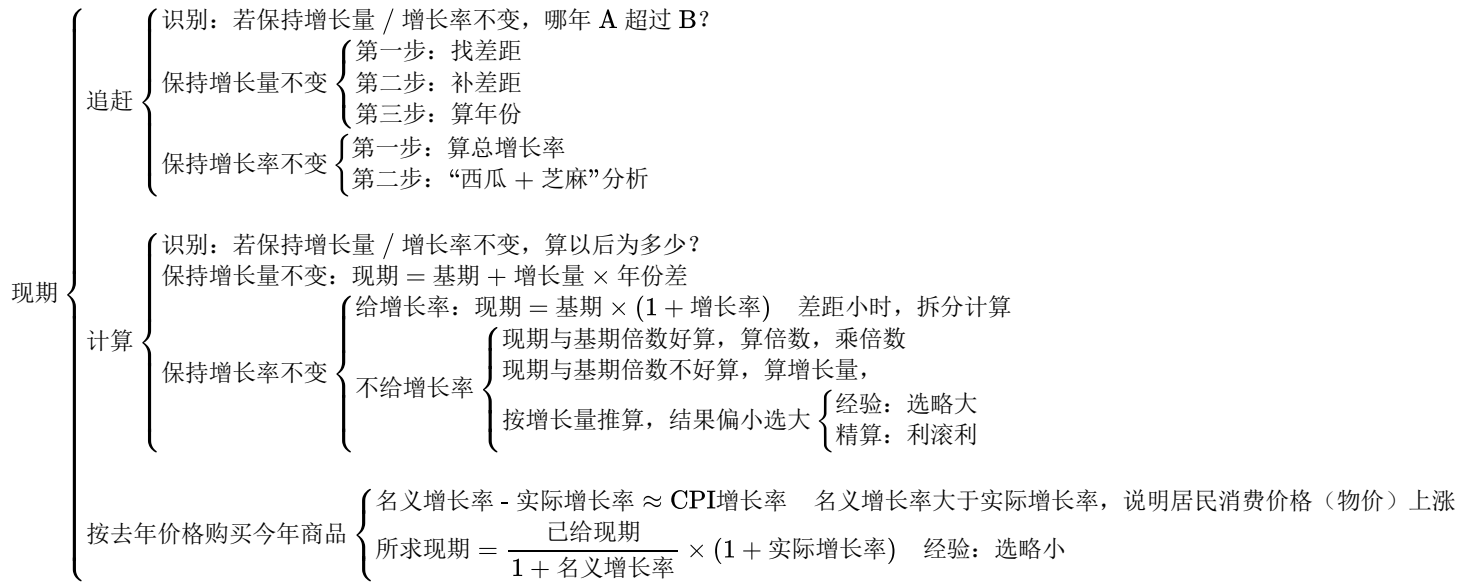 识别：若保持增长量 / 增长率不变，哪年 A 超过 B？
第一步：找差距
保持增长量不变
第二步：补差距
追赶
第三步：算年份
第一步：算总增长率
保持增长率不变
第二步：“西瓜 + 芝麻”分析
识别：若保持增长量 / 增长率不变，算以后为多少？
保持增长量不变：现期 = 基期 + 增长量 × 年份差
现期
给增长率：现期 = 基期 × (1 + 增长率) 差距小时，拆分计算
计算
现期与基期倍数好算，算倍数，乘倍数
保持增长率不变
现期与基期倍数不好算，算增长量，
不给增长率
经验：选略大
按增长量推算，结果偏小选大
精算：利滚利
名义增长率 - 实际增长率 ≈ CPI增长率 名义增长率大于实际增长率，说明居民消费价格（物价）上涨
按去年价格购买今年商品
所求现期 = 已给现期 / 1 + 名义增长率 × (1 + 实际增长率) 经验：选略小